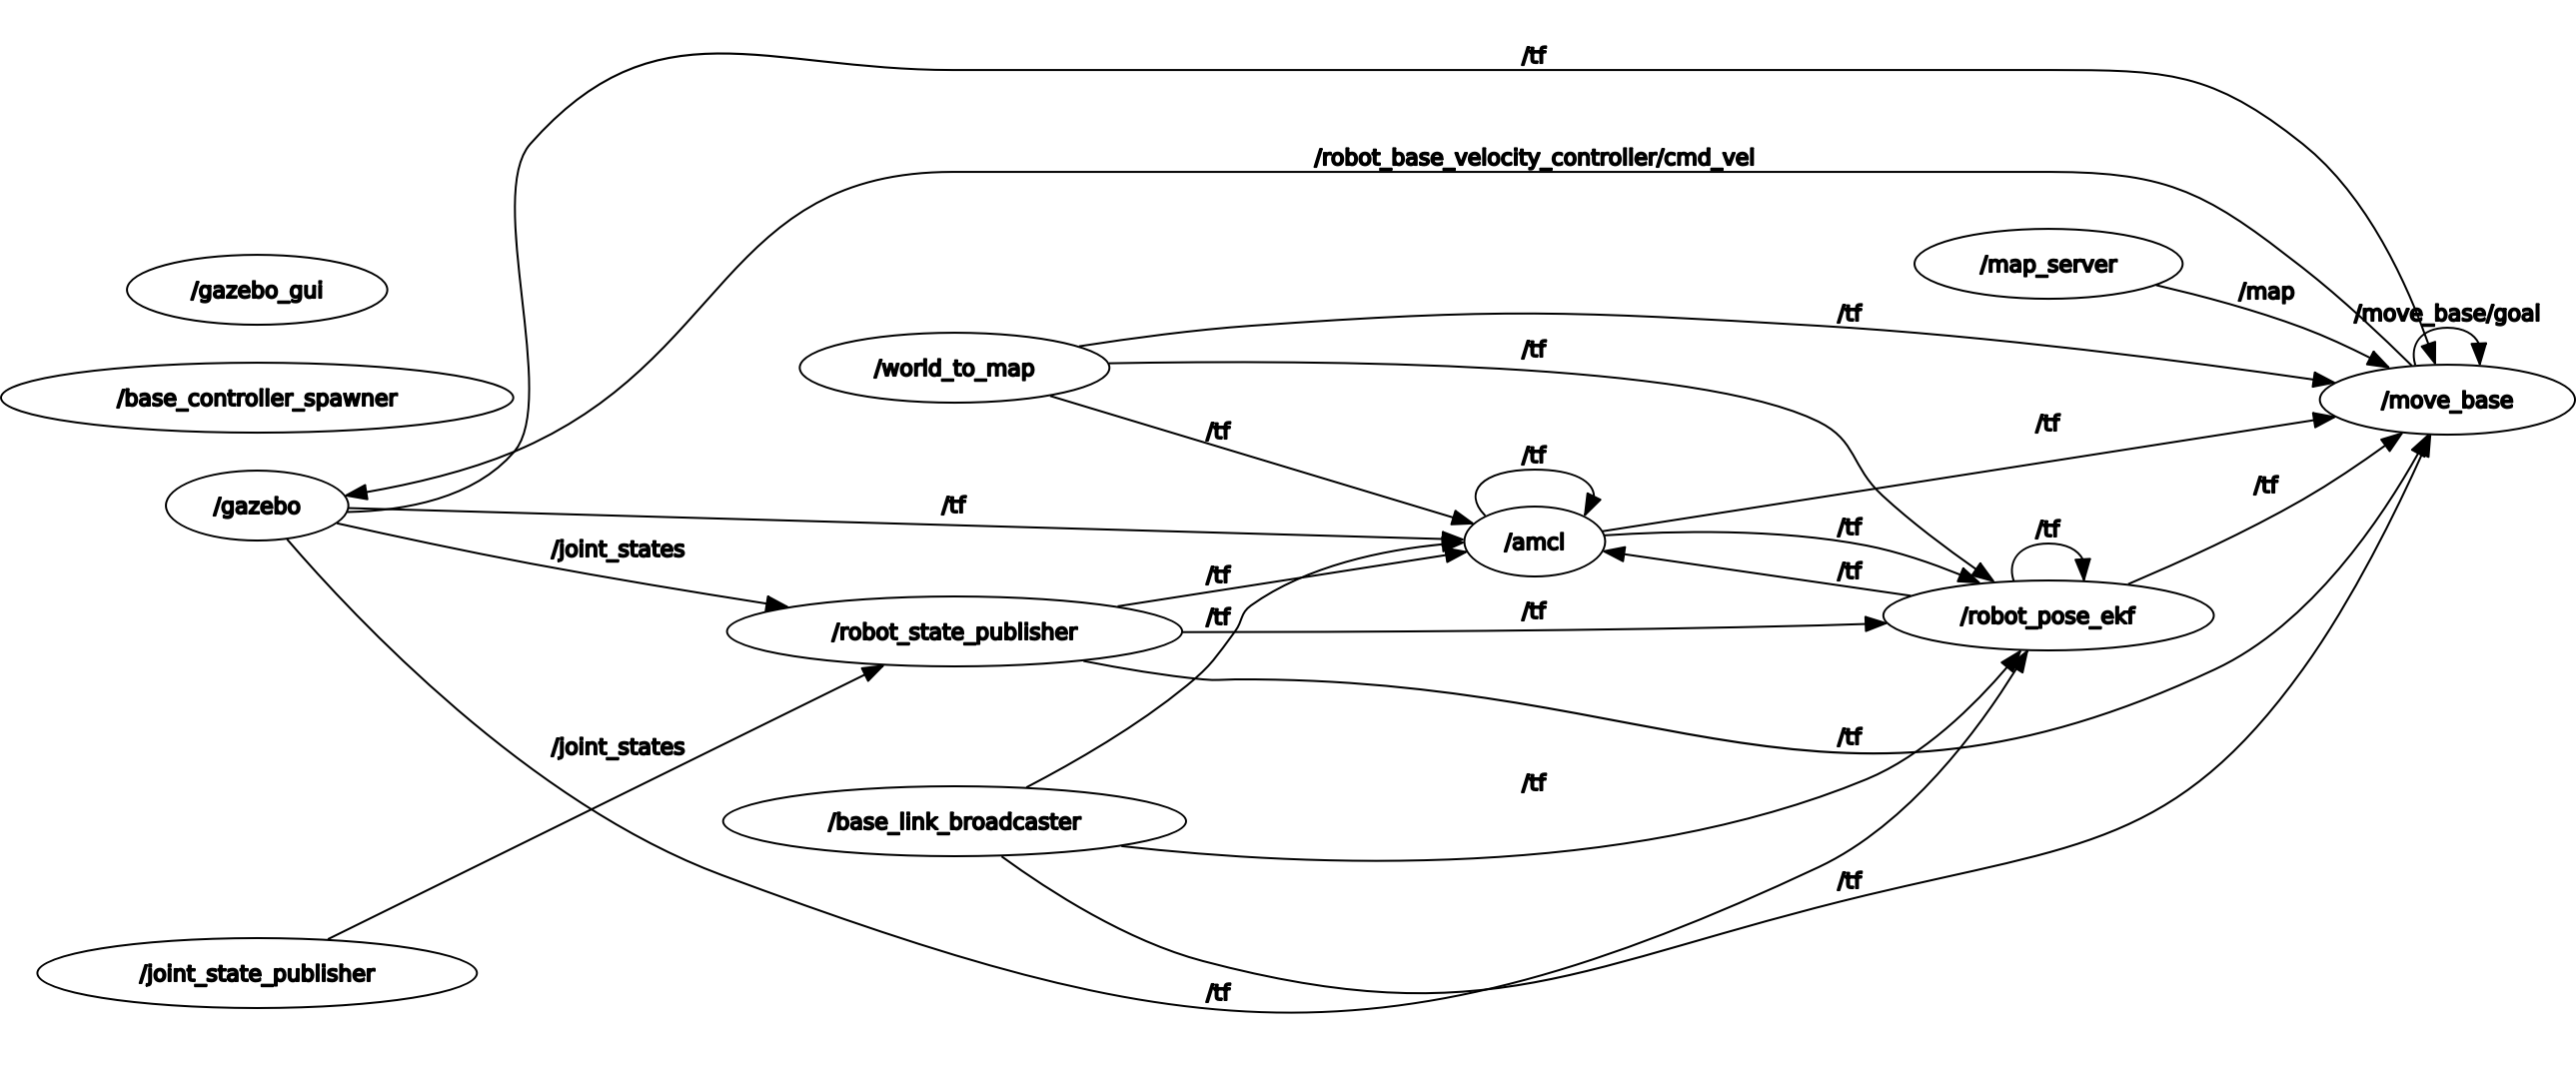 /tf
/robot_base_velocity_controller/cmd_vel
/map_server
/gazebo_gui
/map
/move_base/goal
/tf
/tf
/world_to_map
/base_controller_spawner
/move_base
/tf
/tf
/tf
/tf
/gazebo
/tf
/tf
/tf
/amcl
/joint_states
/tf
/tf
/robot_pose_ekf
/tf
/tf
/robot_state_publisher
/tf
/joint_states
/tf
/base_link_broadcaster
/tf
/joint_state_publisher
/tf